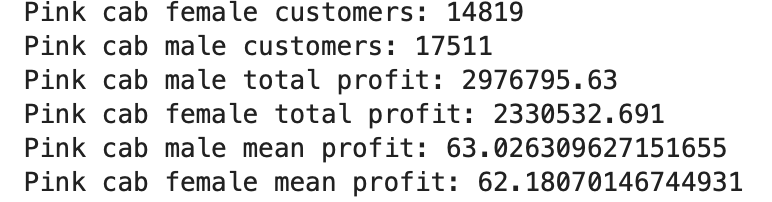 Pink cab female customers: 14819
Pink cab male customers: 17511
Pink cab male total profit: 2976795.63
Pink cab female total profit: 2330532.691
Pink cab male mean profit: 63.026309627151655
Pink cab female mean profit: 62.18070146744931